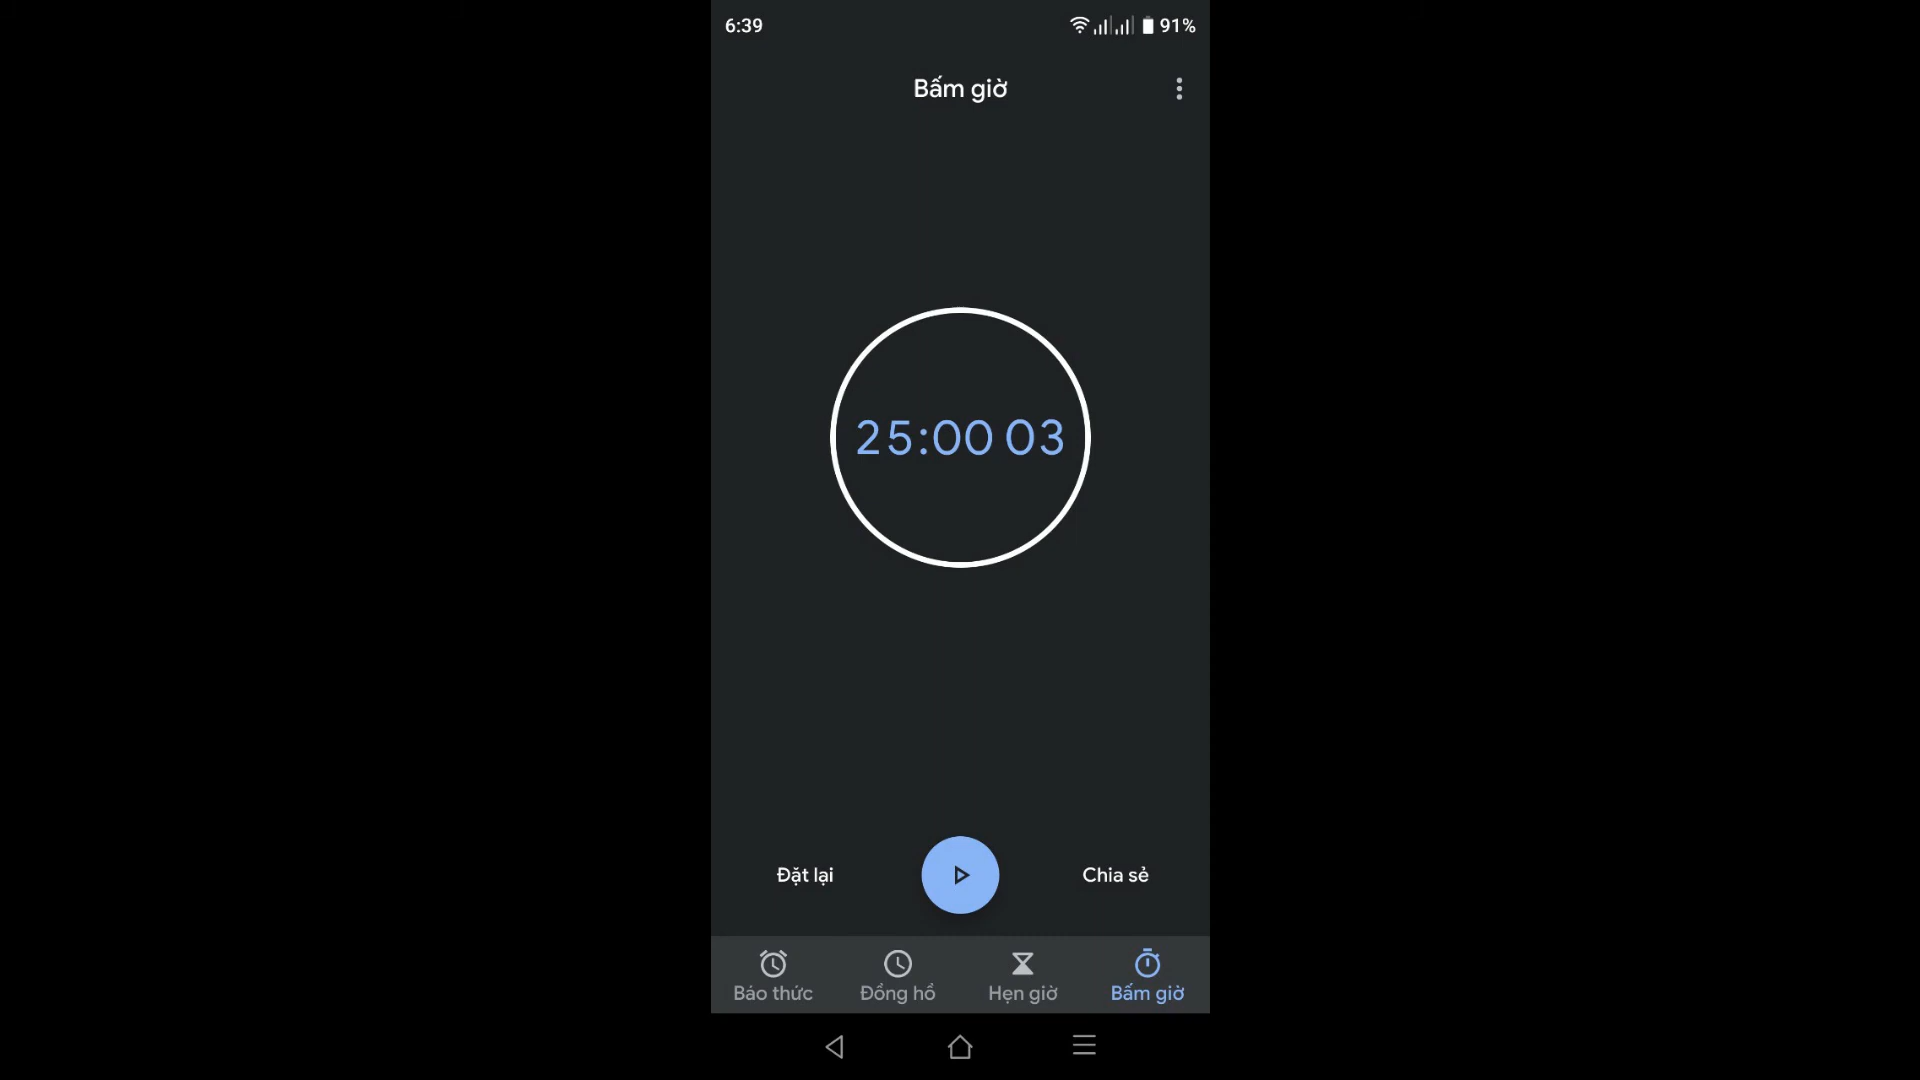 6:39 91%
Bấm giờ
25:00 03
Đặt lại Chia sẻ
Báo thức Đồng hồ Hẹn giờ Bấm giờ